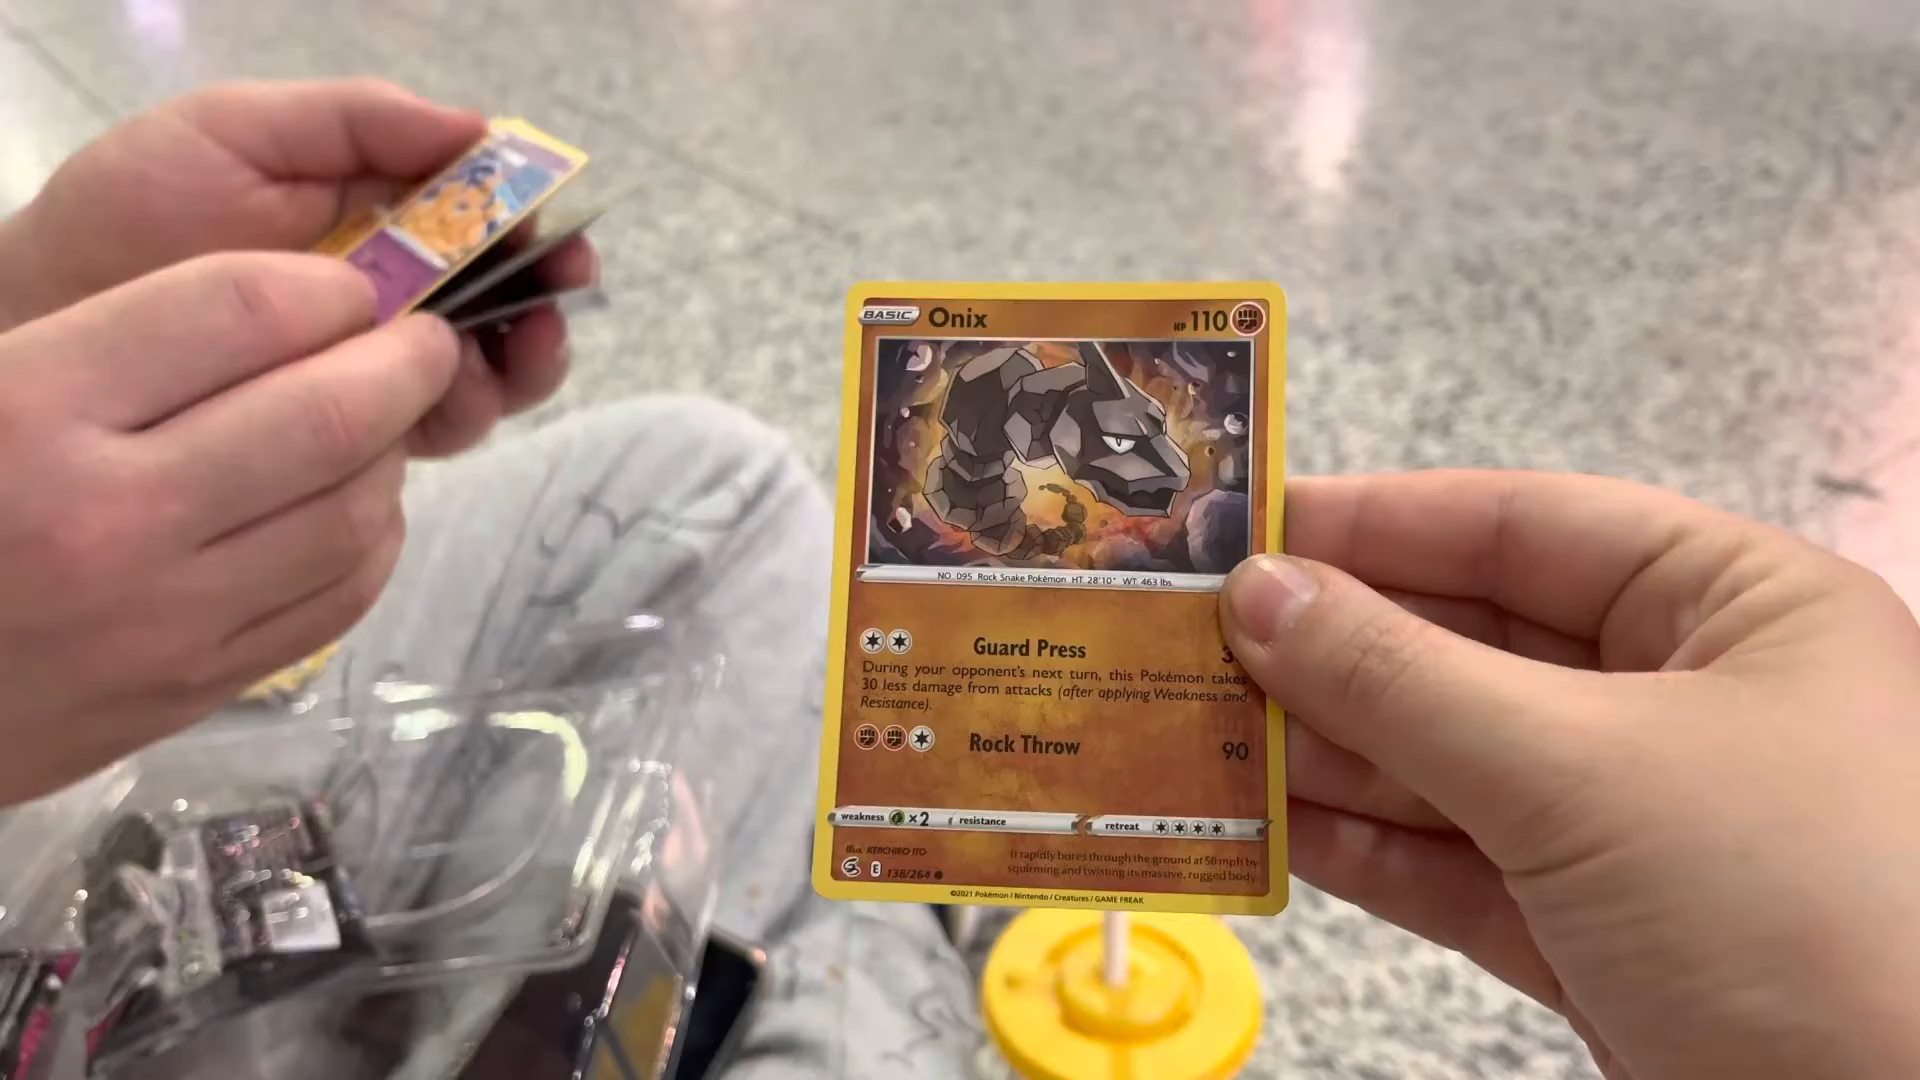 BASIC Onix HP 110
NO. 095 Rock Snake Pokémon HT: 28'10" WT: 463 lbs.
Guard Press 3
During your opponent's next turn, this Pokémon takes
30 less damage from attacks (after applying Weakness and
Resistance).
Rock Throw 90
weakness ×2 resistance retreat
Illus. KEIICHIRO ITO
It rapidly bores through the ground at 50 mph by
squirming and twisting its massive, rugged body.
E 138/264
©2021 Pokémon / Nintendo / Creatures / GAME FREAK